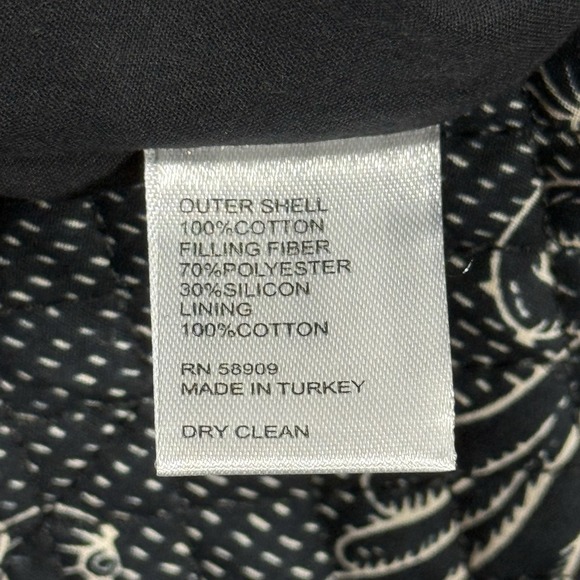 OUTER SHELL
100%COTTON
FILLING FIBER
70%POLYESTER
30%SILICON
LINING
100%COTTON
RN 58909
MADE IN TURKEY
DRY CLEAN